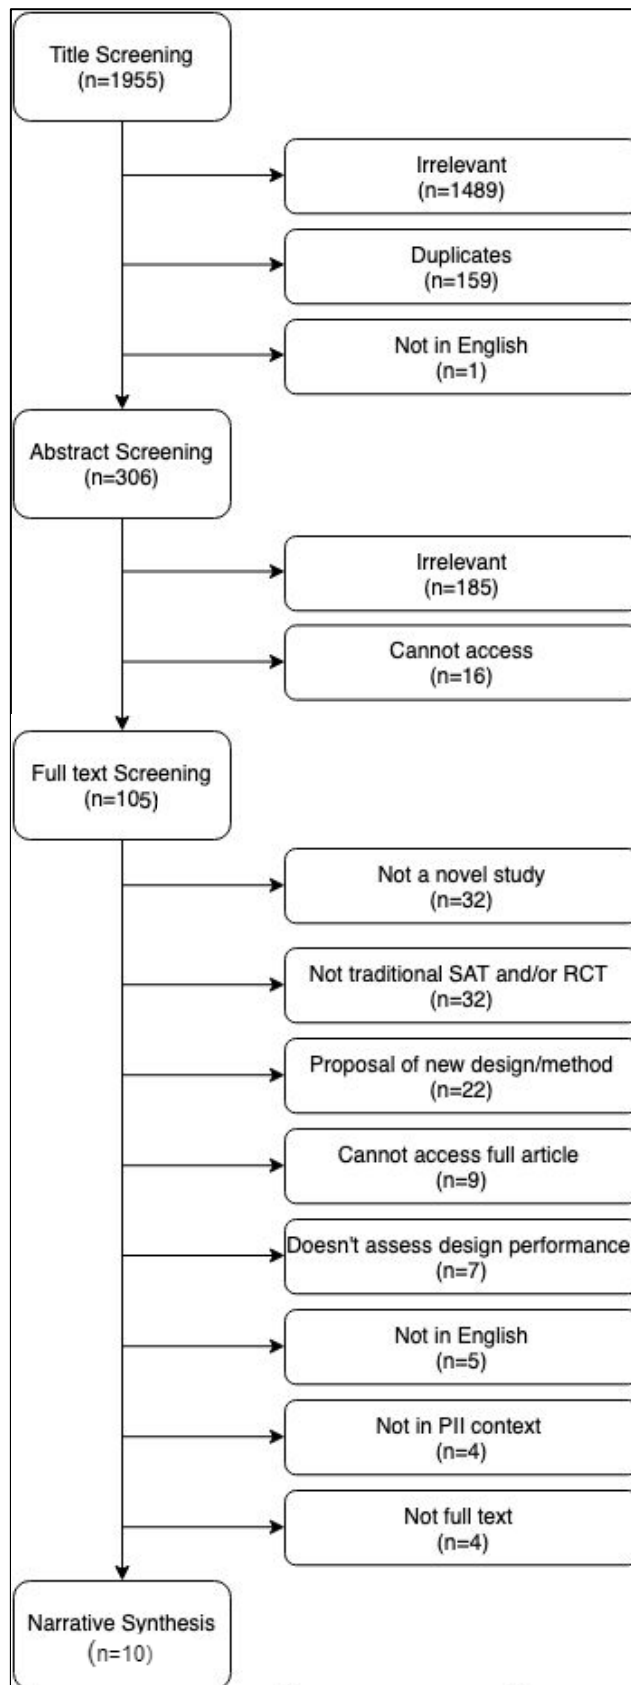 Title Screening
(n=1955)
Irrelevant
(n=1489)
Duplicates
(n=159)
Not in English
(n=1)
Abstract Screening
(n=306)
Irrelevant
(n=185)
Cannot access
(n=16)
Full text Screening
(n=105)
Not a novel study
(n=32)
Not traditional SAT and/or RCT
(n=32)
Proposal of new design/method
(n=22)
Cannot access full article
(n=9)
Doesn't assess design performance
(n=7)
Not in English
(n=5)
Not in PII context
(n=4)
Not full text
(n=4)
Narrative Synthesis
(n=10)